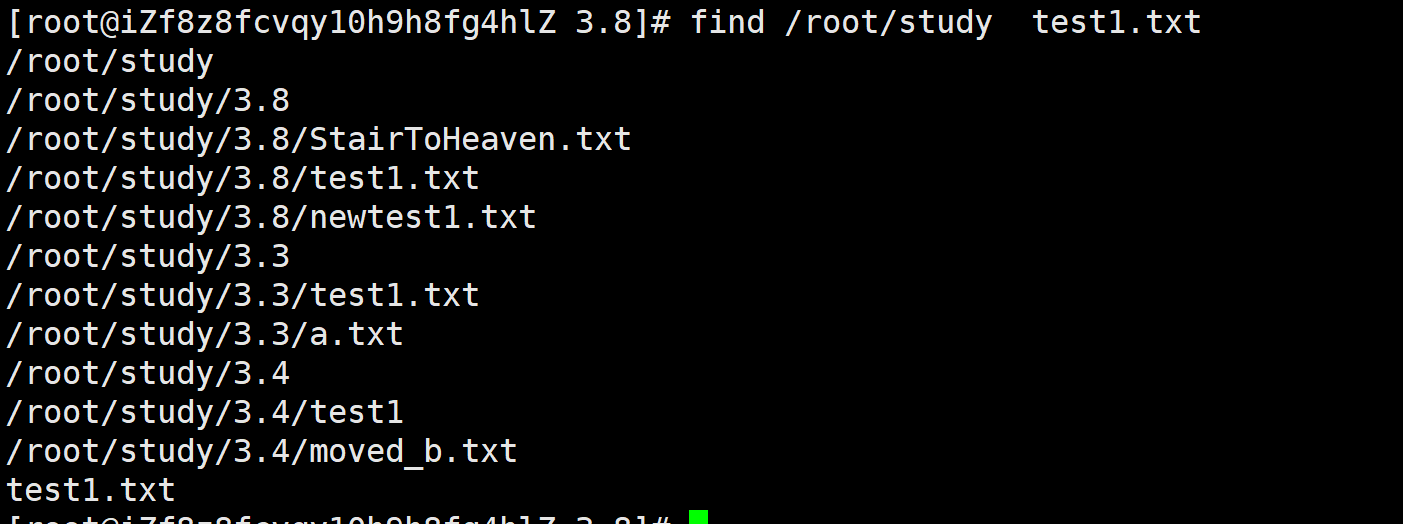 [root@iZf8z8fcvqy10h9h8fg4hlZ 3.8]# find /root/study  test1.txt
/root/study
/root/study/3.8
/root/study/3.8/StairToHeaven.txt
/root/study/3.8/test1.txt
/root/study/3.8/newtest1.txt
/root/study/3.3
/root/study/3.3/test1.txt
/root/study/3.3/a.txt
/root/study/3.4
/root/study/3.4/test1
/root/study/3.4/moved_b.txt
test1.txt
[root@iZf8z8fcvqy10h9h8fg4hlZ 3.8]#